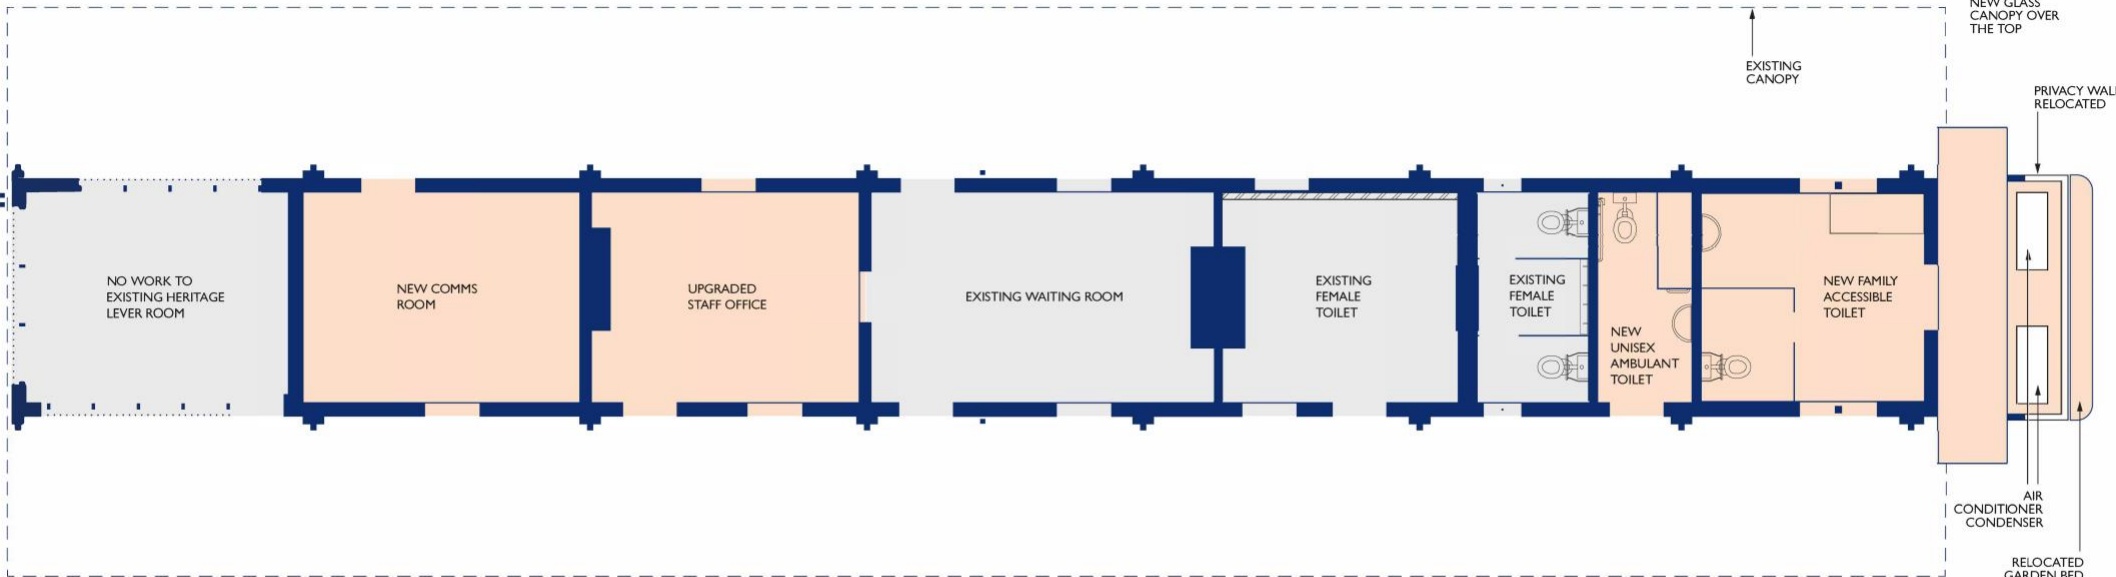 NEW GLASS
CANOPY OVER
THE TOP
EXISTING
CANOPY
PRIVACY WALL
RELOCATED
NO WORK TO
EXISTING HERITAGE
LEVER ROOM
NEW COMMS
ROOM
UPGRADED
STAFF OFFICE
EXISTING WAITING ROOM
EXISTING
FEMALE
TOILET
EXISTING
FEMALE
TOILET
NEW
UNISEX
AMBULANT
TOILET
NEW FAMILY
ACCESSIBLE
TOILET
AIR
CONDITIONER
CONDENSER
RELOCATED
GARDEN BED